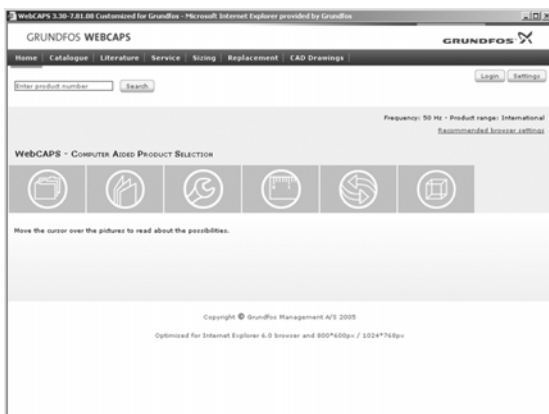 WebCAPS 3.30-7.01.00 Customized for Grundfos - Microsoft Internet Explorer provided by Grundfos
GRUNDFOS WEBCAPS
GRUNDFOS
Home Catalogue Literature Service Sizing Replacement CAD Drawings
Login Settings
Enter product number Search
Frequency: 50 Hz - Product range: International
Recommended browser settings
WebCAPS - Computer Aided Product Selection
Move the cursor over the pictures to read about the possibilities.
Copyright © Grundfos Management A/S 2005
Optimized for Internet Explorer 6.0 browser and 800*600px / 1024*768px